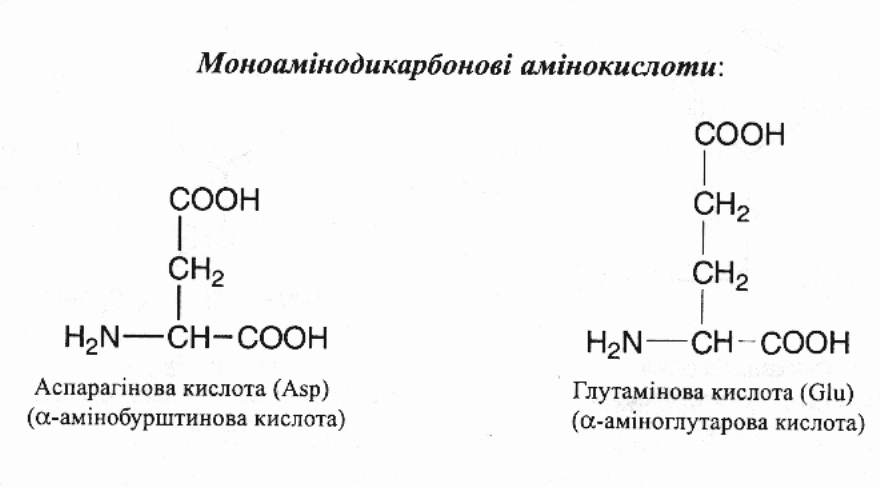 Моноамінодикарбонові амінокислоти:
COOH
CH2
H2N—CH—COOH
Аспарагінова кислота (Asp)
(α-амінобурштинова кислота)
COOH
CH2
CH2
H2N—CH—COOH
Глутамінова кислота (Glu)
(α-аміноглутарова кислота)